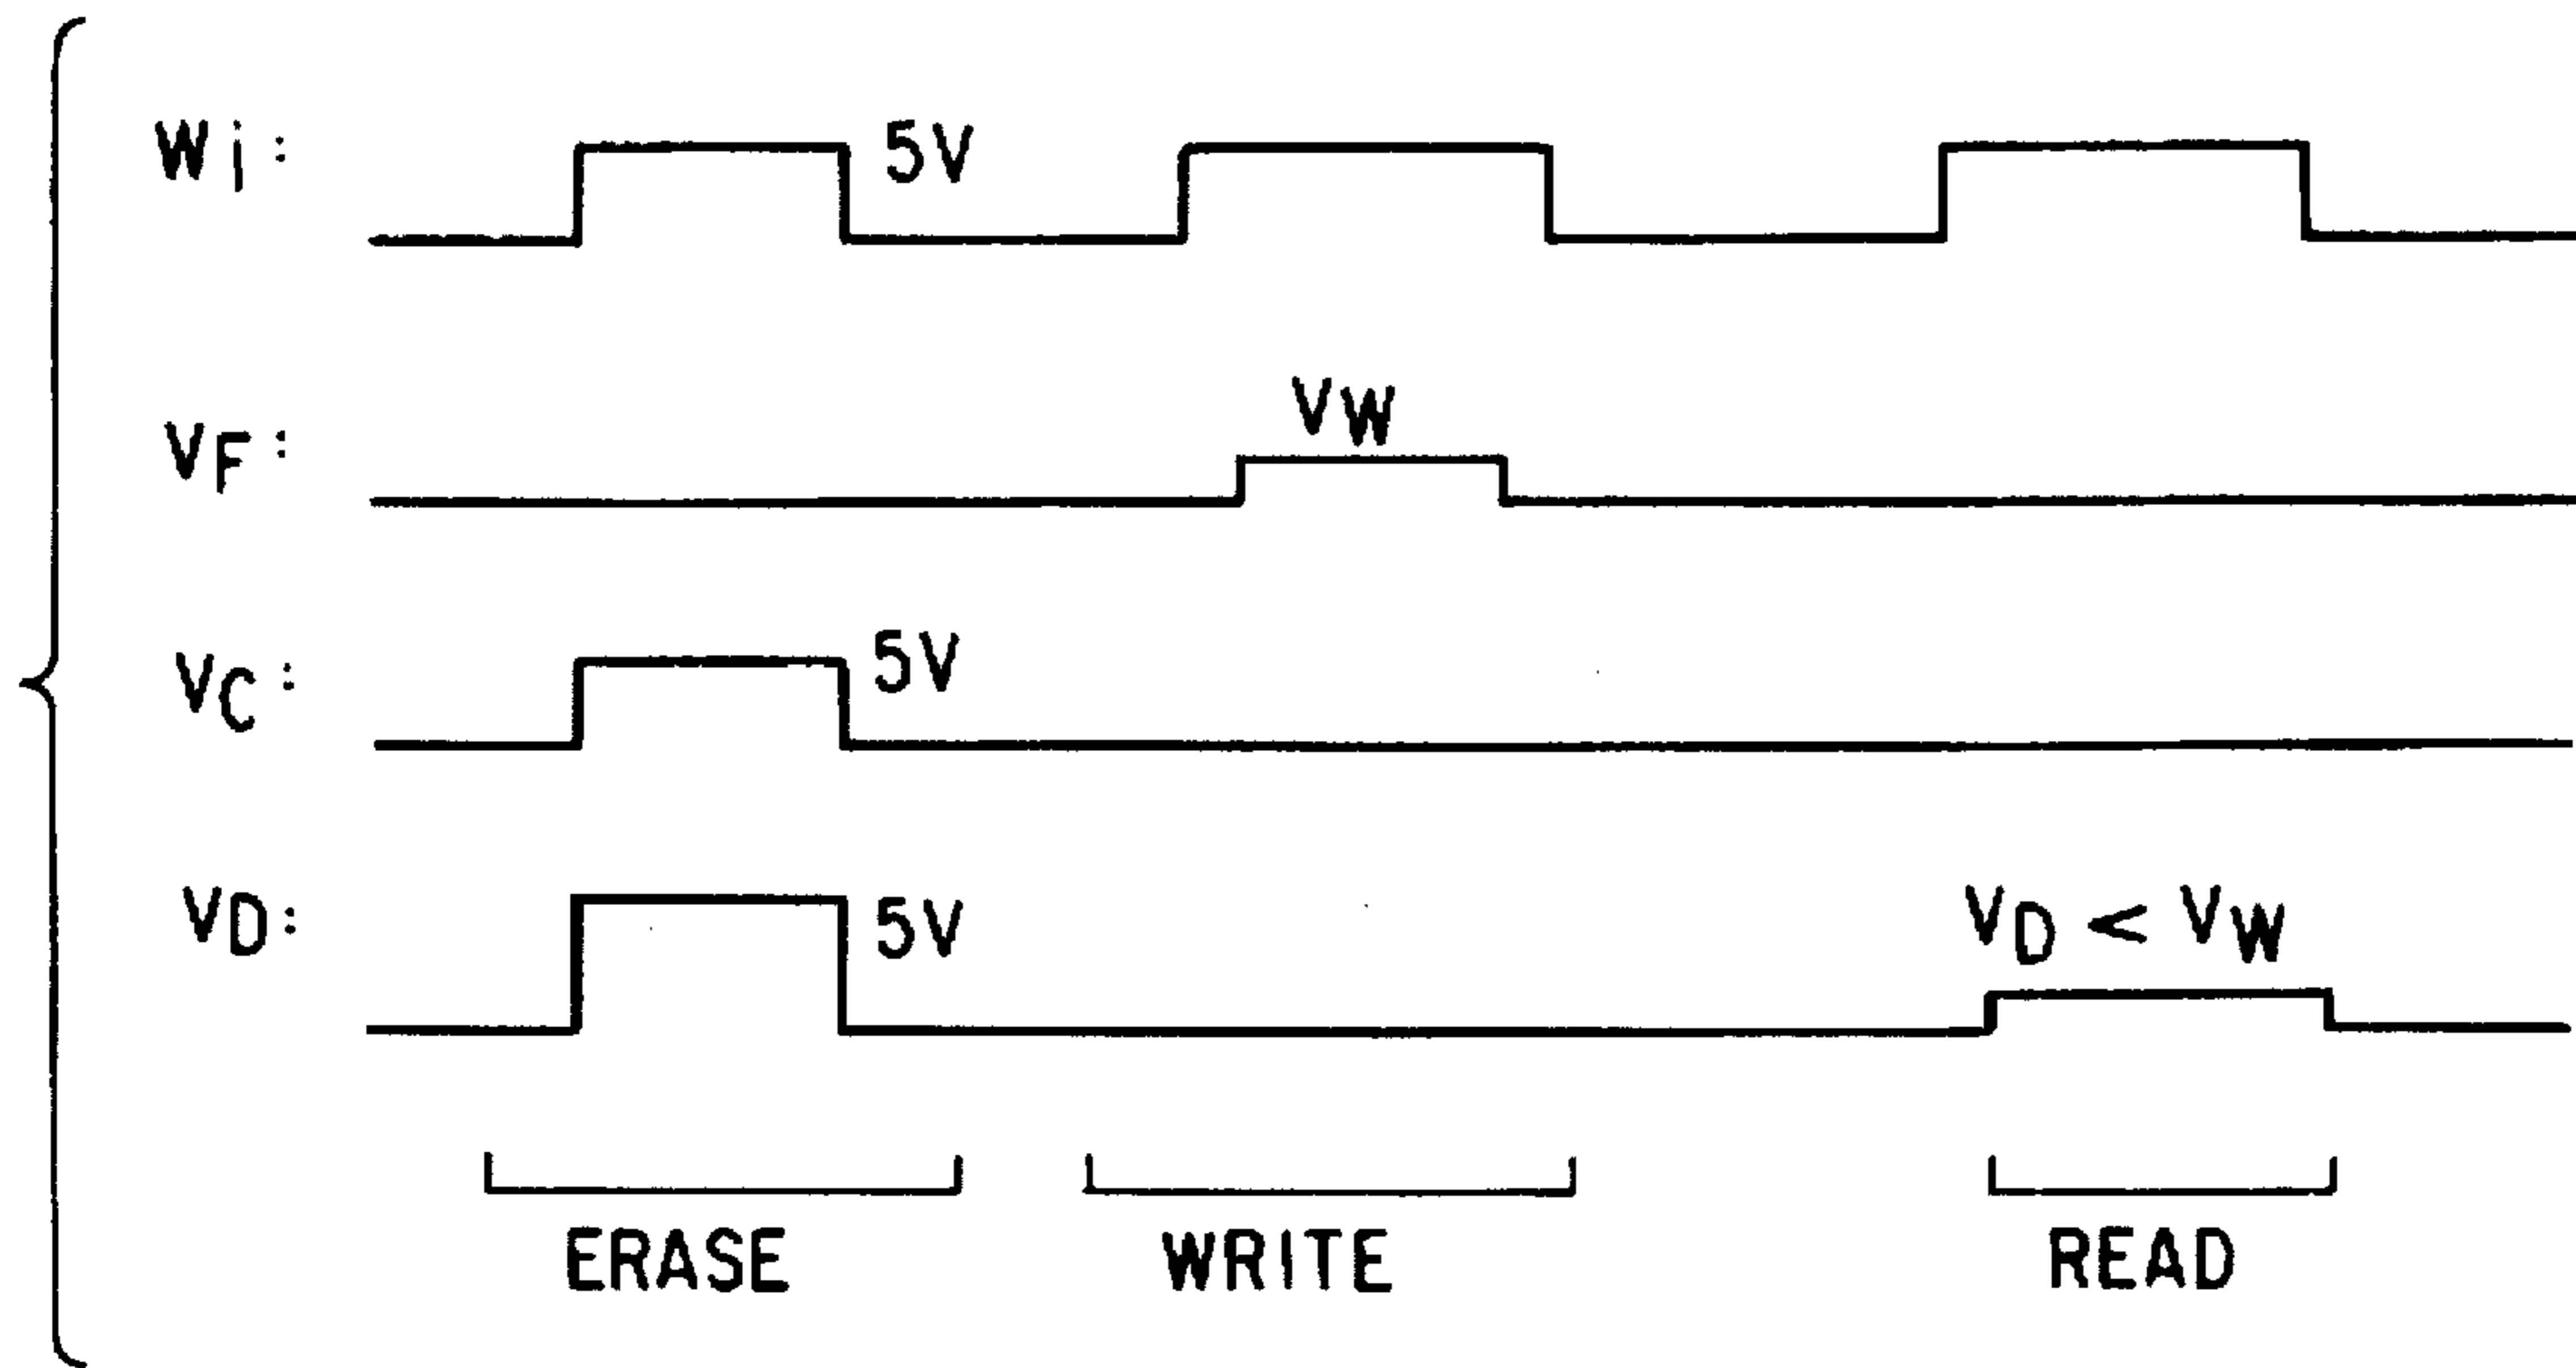 Wi: 5V
VF: VW
VC: 5V
VD: 5V VD < VW
ERASE WRITE READ